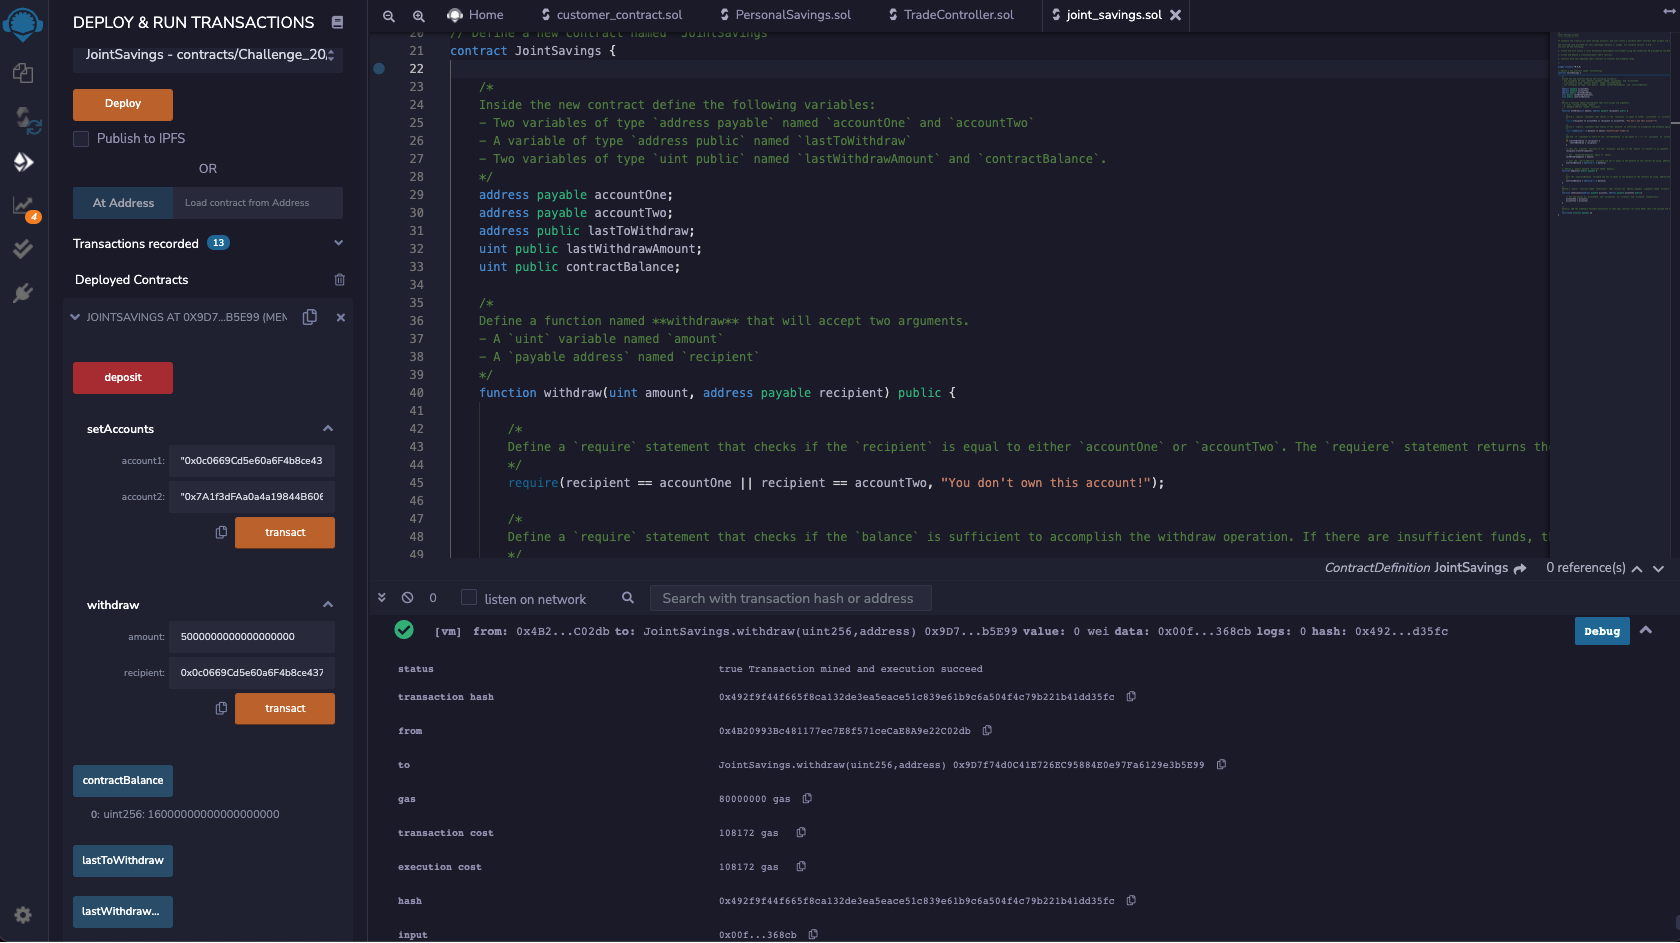 DEPLOY & RUN TRANSACTIONS
JointSavings - contracts/Challenge_20/
Deploy
Publish to IPFS
OR
At Address
Load contract from Address
Transactions recorded 13
Deployed Contracts
JOINTSAVINGS AT 0X9D7...B5E99 (MEM
deposit
setAccounts
account1: "0x0c0669Cd5e60a6F4b8ce43
account2: "0x7A1f3dFAa0a4a19844B606
transact
withdraw
amount: 5000000000000000000
recipient: 0x0c0669Cd5e60a6F4b8ce437
transact
contractBalance
0: uint256: 16000000000000000000
lastToWithdraw
lastWithdraw...
4
Home customer_contract.sol PersonalSavings.sol TradeController.sol joint_savings.sol
20 // Define a new contract named `JointSavings`
21 contract JointSavings {
22
23 /*
24 Inside the new contract define the following variables:
25 - Two variables of type `address payable` named `accountOne` and `accountTwo`
26 - A variable of type `address public` named `lastToWithdraw`
27 - Two variables of type `uint public` named `lastWithdrawAmount` and `contractBalance`.
28 */
29 address payable accountOne;
30 address payable accountTwo;
31 address public lastToWithdraw;
32 uint public lastWithdrawAmount;
33 uint public contractBalance;
34
35 /*
36 Define a function named **withdraw** that will accept two arguments.
37 - A `uint` variable named `amount`
38 - A `payable address` named `recipient`
39 */
40 function withdraw(uint amount, address payable recipient) public {
41
42 /*
43 Define a `require` statement that checks if the `recipient` is equal to either `accountOne` or `accountTwo`. The `requiere` statement returns the
44 */
45 require(recipient == accountOne || recipient == accountTwo, "You don't own this account!");
46
47 /*
48 Define a `require` statement that checks if the `balance` is sufficient to accomplish the withdraw operation. If there are insufficient funds, t
49 */
ContractDefinition JointSavings 0 reference(s)
0 listen on network Search with transaction hash or address
[vm] from: 0x4B2...C02db to: JointSavings.withdraw(uint256,address) 0x9D7...b5E99 value: 0 wei data: 0x00f...368cb logs: 0 hash: 0x492...d35fc
Debug
status true Transaction mined and execution succeed
transaction hash 0x492f9f44f665f8ca132de3ea5eace51c839e61b9c6a504f4c79b221b41dd35fc
from 0x4B20993Bc481177ec7E8f571ceCaE8A9e22C02db
to JointSavings.withdraw(uint256,address) 0x9D7f74d0C41E726EC95884E0e97Fa6129e3b5E99
gas 80000000 gas
transaction cost 108172 gas
execution cost 108172 gas
hash 0x492f9f44f665f8ca132de3ea5eace51c839e61b9c6a504f4c79b221b41dd35fc
input 0x00f...368cb